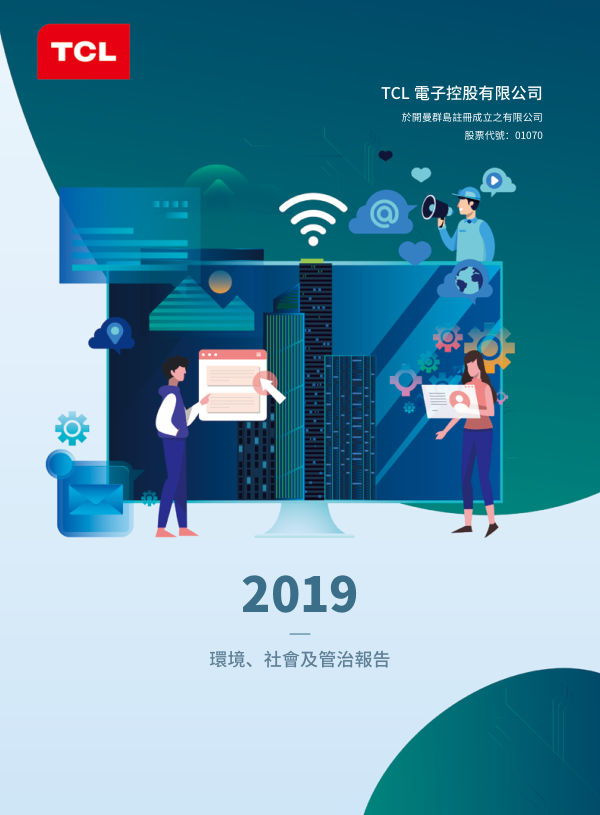 TCL
TCL 電子控股有限公司
於開曼群島註冊成立之有限公司
股票代號：01070
2019
環境、社會及管治報告